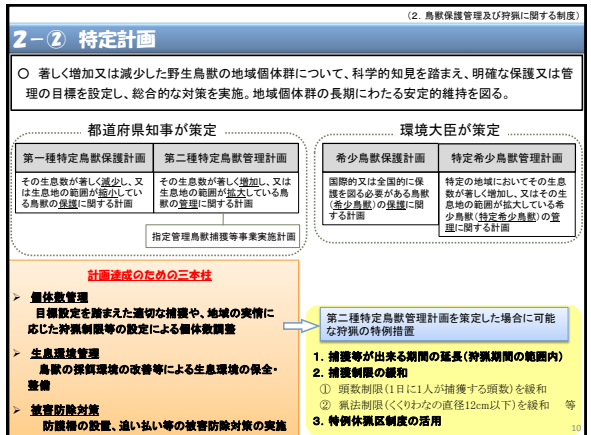 (2．鳥獣保護管理及び狩猟に関する制度)
2－② 特定計画
○ 著しく増加又は減少した野生鳥獣の地域個体群について、科学的知見を踏まえ、明確な保護又は管
理の目標を設定し、総合的な対策を実施。地域個体群の長期にわたる安定的維持を図る。
都道府県知事が策定
第一種特定鳥獣保護計画
その生息数が著しく減少し、又
は生息地の範囲が縮小してい
る鳥獣の保護に関する計画
第二種特定鳥獣管理計画
その生息数が著しく増加し、又は
生息地の範囲が拡大している鳥
獣の管理に関する計画
指定管理鳥獣捕獲等事業実施計画
環境大臣が策定
希少鳥獣保護計画
国際的又は全国的に保
護を図る必要がある鳥獣
(希少鳥獣)の保護に関
する計画
特定希少鳥獣管理計画
特定の地域においてその生息
数が著しく増加し、又はその生
息地の範囲が拡大している希
少鳥獣(特定希少鳥獣)の管
理に関する計画
計画達成のための三本柱
➢ 個体数管理
目標設定を踏まえた適切な捕獲や、地域の実情に
応じた狩猟制限等の設定による個体数調整
➢ 生息環境管理
鳥獣の採餌環境の改善等による生息環境の保全・
整備
➢ 被害防除対策
防護柵の設置、追い払い等の被害防除対策の実施
第二種特定鳥獣管理計画を策定した場合に可能
な狩猟の特例措置
1. 捕獲等が出来る期間の延長(狩猟期間の範囲内)
2. 捕獲制限の緩和
① 頭数制限(1日に1人が捕獲する頭数)を緩和
② 猟法制限(くくりわなの直径12cm以下)を緩和 等
3. 特例休猟区制度の活用
10